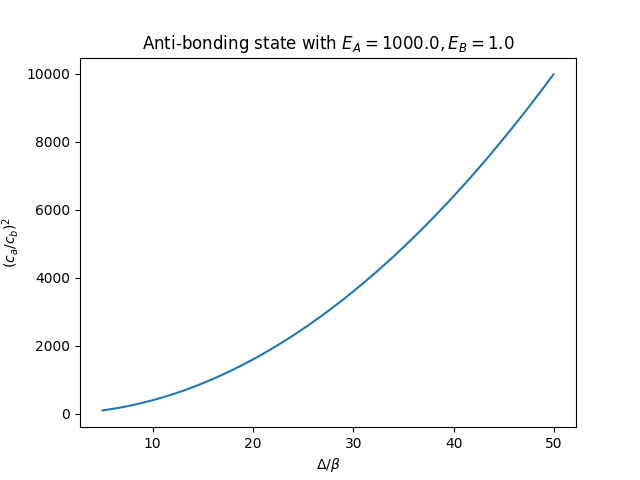 Anti-bonding state with $E_A = 1000.0, E_B = 1.0$
10000
8000
6000
4000
2000
0
$(c_a/c_b)^2$
10 20 30 40 50
$\Delta/\beta$